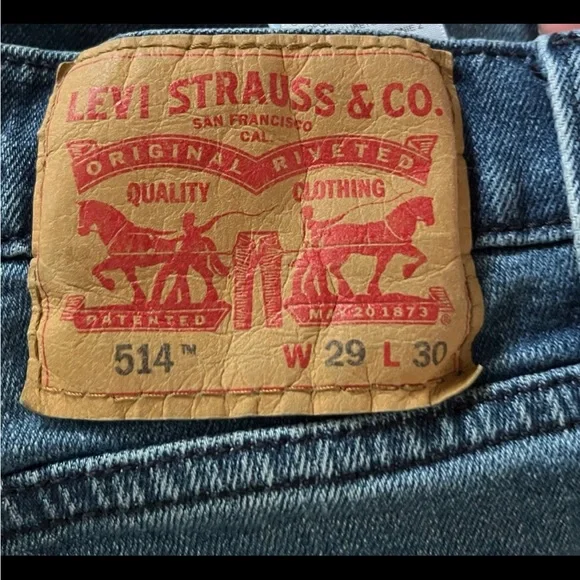 LEVI STRAUSS & CO.
SAN FRANCISCO
CAL.
ORIGINAL RIVETED
QUALITY CLOTHING
PATENTED MAY 20 1873
514™ W 29 L 30